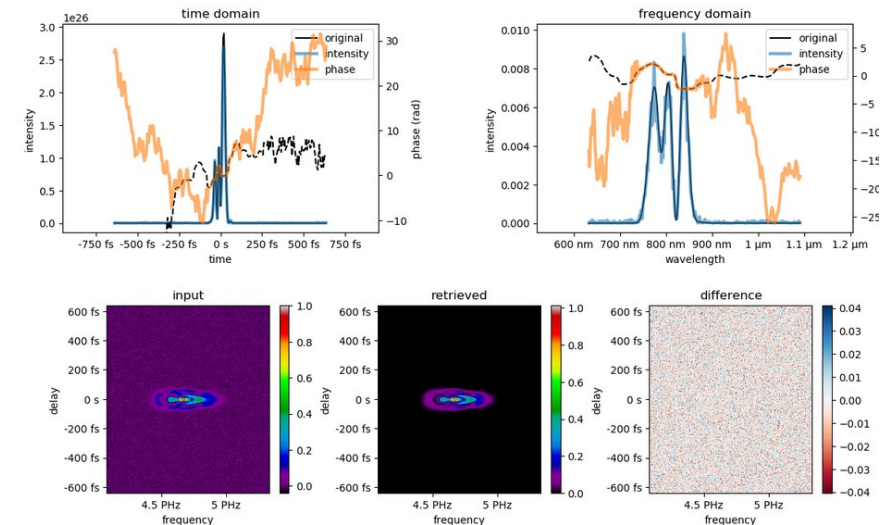 time domain
1e26
3.0
2.5
2.0
1.5
1.0
0.5
0.0
intensity
30
20
10
0
−10
phase (rad)
original
intensity
phase
-750 fs -500 fs -250 fs 0 s 250 fs 500 fs 750 fs
time
frequency domain
0.010
0.008
0.006
0.004
0.002
0.000
intensity
5
0
−5
−10
−15
−20
−25
original
intensity
phase
600 nm 700 nm 800 nm 900 nm 1 µm 1.1 µm 1.2 µm
wavelength
input
600 fs
400 fs
200 fs
0 s
-200 fs
-400 fs
-600 fs
delay
4.5 PHz 5 PHz
frequency
1.0
0.8
0.6
0.4
0.2
0.0
retrieved
600 fs
400 fs
200 fs
0 s
-200 fs
-400 fs
-600 fs
delay
4.5 PHz 5 PHz
frequency
1.0
0.8
0.6
0.4
0.2
0.0
difference
600 fs
400 fs
200 fs
0 s
-200 fs
-400 fs
-600 fs
delay
4.5 PHz 5 PHz
frequency
0.04
0.03
0.02
0.01
0.00
−0.01
−0.02
−0.03
−0.04